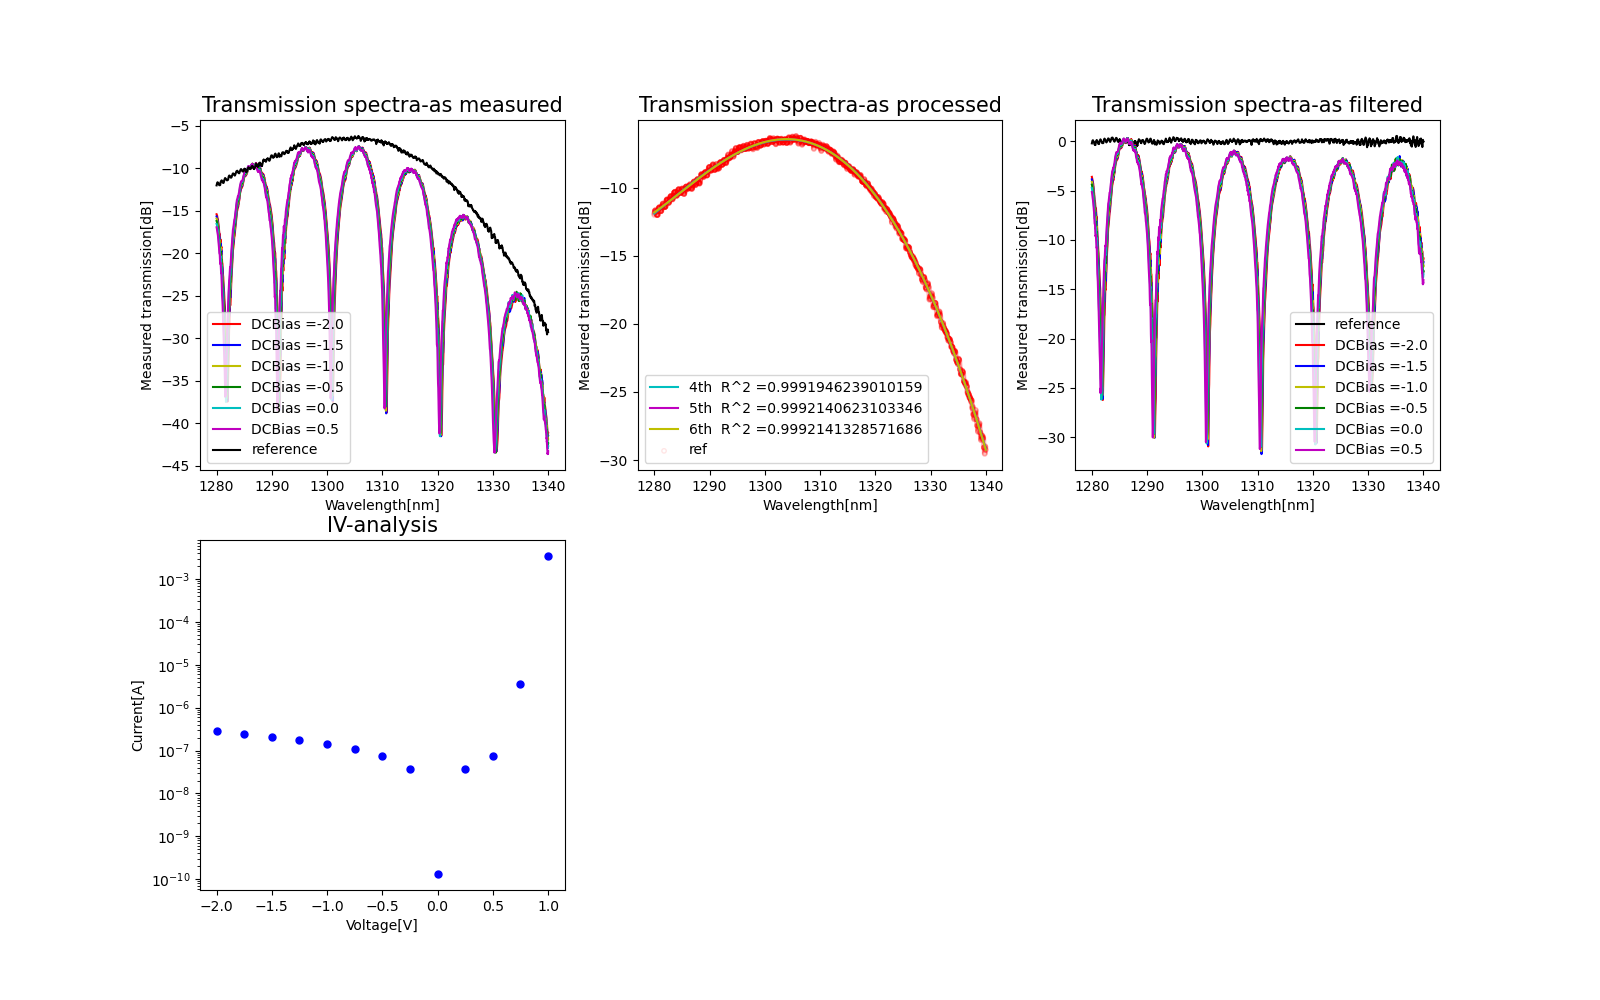 Transmission spectra-as measured
Measured transmission[dB]
−5
−10
−15
−20
−25
−30
−35
−40
−45
DCBias =-2.0
DCBias =-1.5
DCBias =-1.0
DCBias =-0.5
DCBias =0.0
DCBias =0.5
reference
1280 1290 1300 1310 1320 1330 1340
Wavelength[nm]
Transmission spectra-as processed
Measured transmission[dB]
−10
−15
−20
−25
−30
4th R^2 =0.9991946239010159
5th R^2 =0.9992140623103346
6th R^2 =0.9992141328571686
ref
1280 1290 1300 1310 1320 1330 1340
Wavelength[nm]
Transmission spectra-as filtered
Measured transmission[dB]
0
−5
−10
−15
−20
−25
−30
reference
DCBias =-2.0
DCBias =-1.5
DCBias =-1.0
DCBias =-0.5
DCBias =0.0
DCBias =0.5
1280 1290 1300 1310 1320 1330 1340
Wavelength[nm]
IV-analysis
Current[A]
10⁻³
10⁻⁴
10⁻⁵
10⁻⁶
10⁻⁷
10⁻⁸
10⁻⁹
10⁻¹⁰
−2.0 −1.5 −1.0 −0.5 0.0 0.5 1.0
Voltage[V]